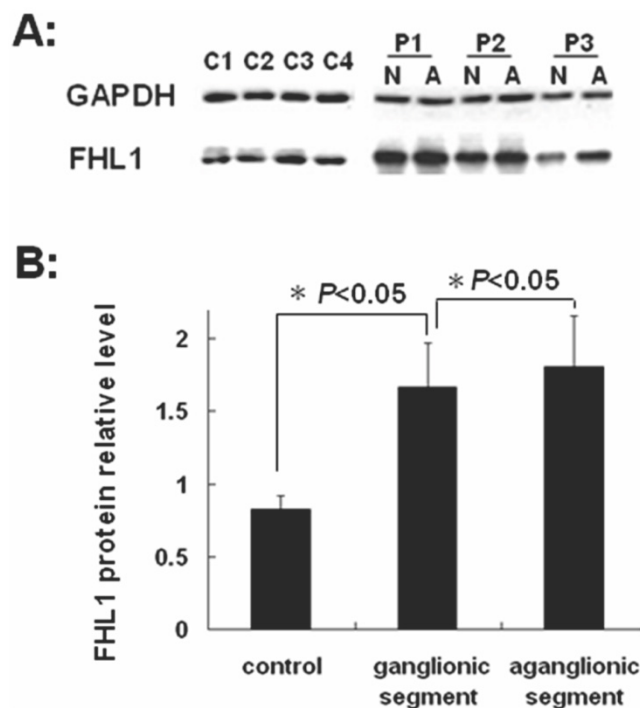 A:
C1 C2 C3 C4 P1 P2 P3
N A N A N A
GAPDH
FHL1
B:
* P<0.05 * P<0.05
2
1.5
1
0.5
0
FHL1 protein relative level
control ganglionic segment aganglionic segment